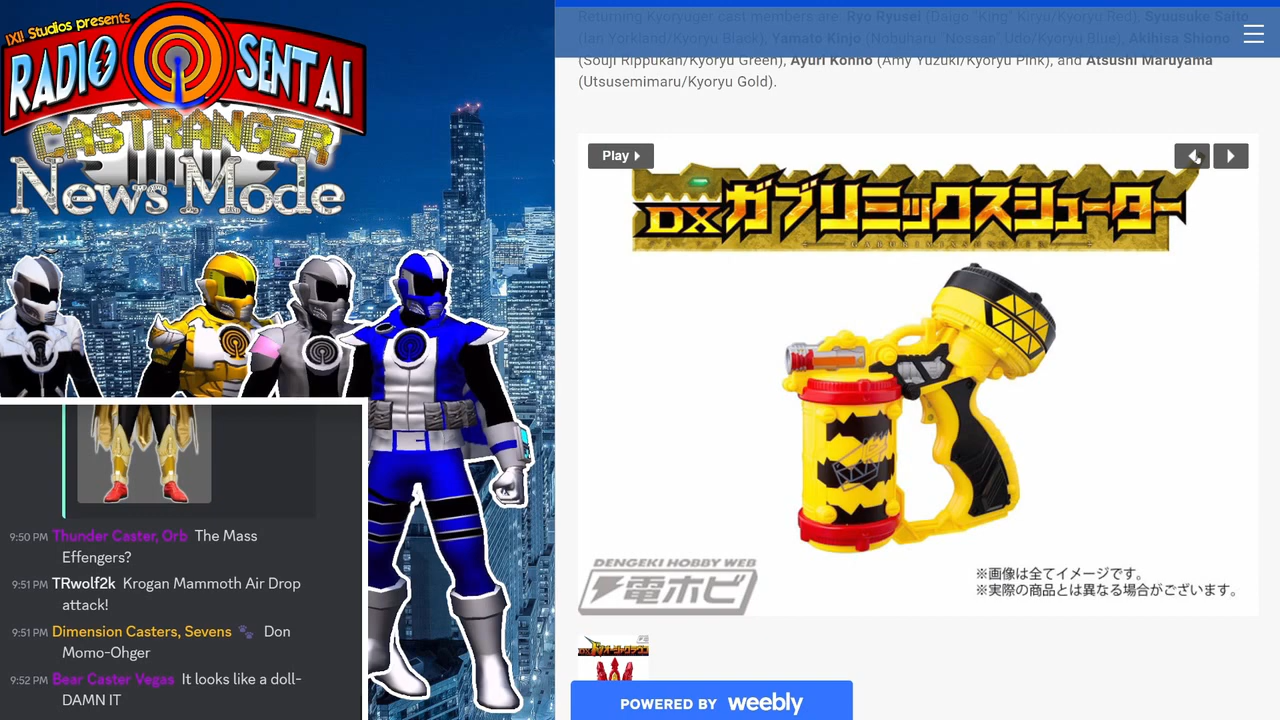 IXII Studios presents
RADIO SENTAI
CASTRANGER
News Mode
9:50 PM Thunder Caster, Orb The Mass
Effengers?
9:51 PM TRwolf2k Krogan Mammoth Air Drop
attack!
9:51 PM Dimension Casters, Sevens 🐾 Don
Momo-Ohger
9:52 PM Bear Caster Vegas It looks like a doll-
DAMN IT
Returning Kyoryuger cast members are: Ryo Ryusei (Daigo "King" Kiryu/Kyoryu Red), Syuusuke Saito
(Ian Yorkland/Kyoryu Black), Yamato Kinjo (Nobuharu "Nossan" Udo/Kyoryu Blue), Akihisa Shiono
(Souji Rippukan/Kyoryu Green), Ayuri Konno (Amy Yuzuki/Kyoryu Pink), and Atsushi Maruyama
(Utsusemimaru/Kyoryu Gold).
Play
DXガブリミックスシューター
DENGEKI HOBBY WEB
電ホビ
※画像は全てイメージです。
※実際の商品とは異なる場合がございます。
POWERED BY weebly